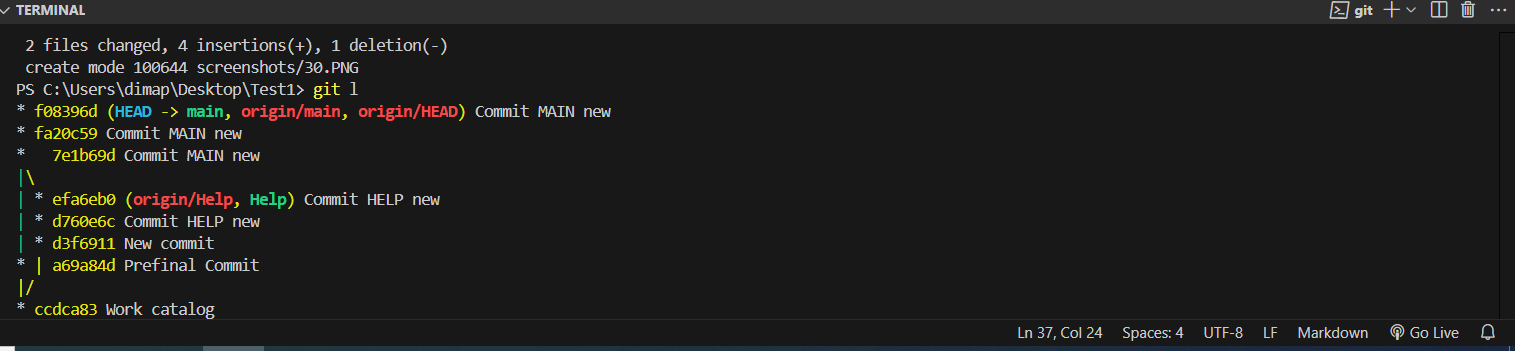 TERMINAL git
2 files changed, 4 insertions(+), 1 deletion(-)
create mode 100644 screenshots/30.PNG
PS C:\Users\dimap\Desktop\Test1> git l
* f08396d (HEAD -> main, origin/main, origin/HEAD) Commit MAIN new
* fa20c59 Commit MAIN new
*   7e1b69d Commit MAIN new
|\
| * efa6eb0 (origin/Help, Help) Commit HELP new
| * d760e6c Commit HELP new
| * d3f6911 New commit
* | a69a84d Prefinal Commit
|/
* ccdca83 Work catalog
Ln 37, Col 24 Spaces: 4 UTF-8 LF Markdown Go Live